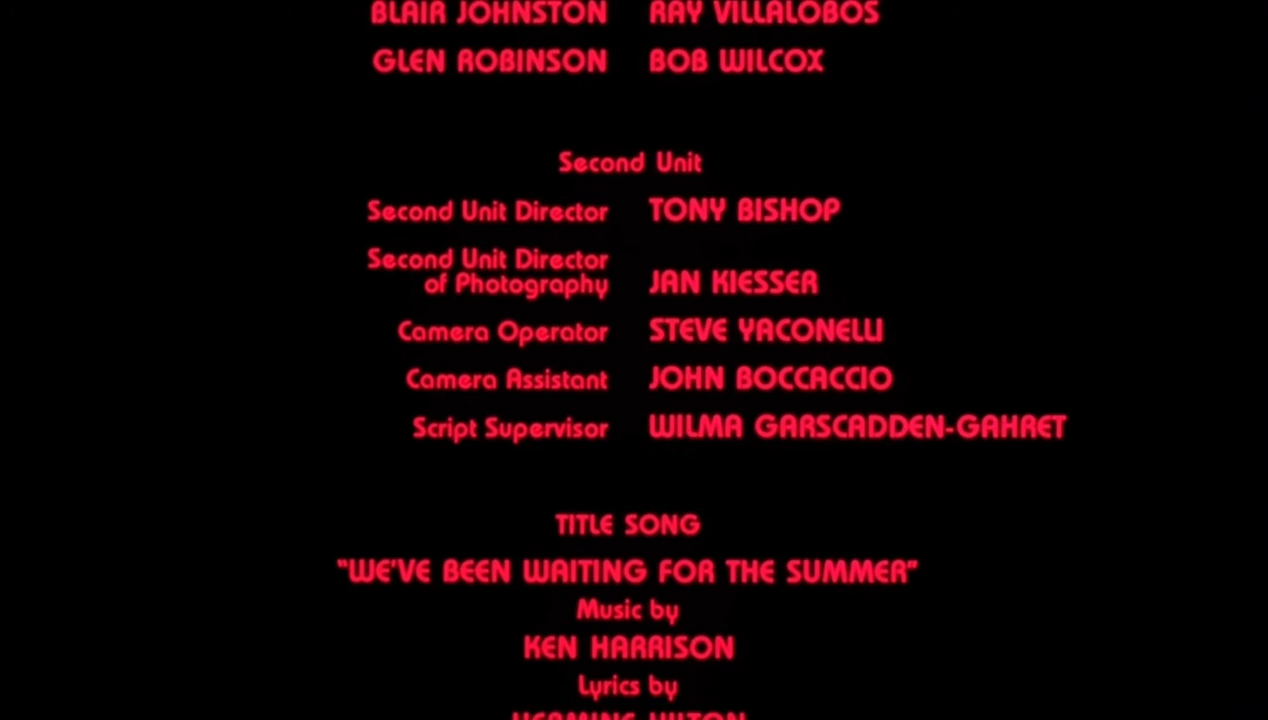 BLAIR JOHNSTON RAY VILLALOBOS
GLEN ROBINSON BOB WILCOX
Second Unit
Second Unit Director TONY BISHOP
Second Unit Director
of Photography JAN KIESSER
Camera Operator STEVE YACONELLI
Camera Assistant JOHN BOCCACCIO
Script Supervisor WILMA GARSCADDEN-GAHRET
TITLE SONG
"WE'VE BEEN WAITING FOR THE SUMMER"
Music by
KEN HARRISON
Lyrics by
HERMINE HILTON